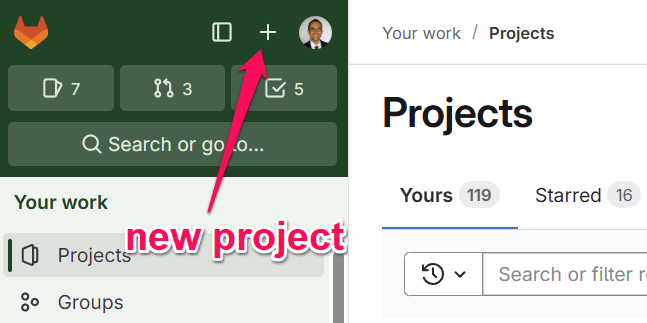 Your work / Projects
7
3
5
Search or go to...
Projects
Yours 119
Starred 16
Your work
new project
Projects
Search or filter re
Groups